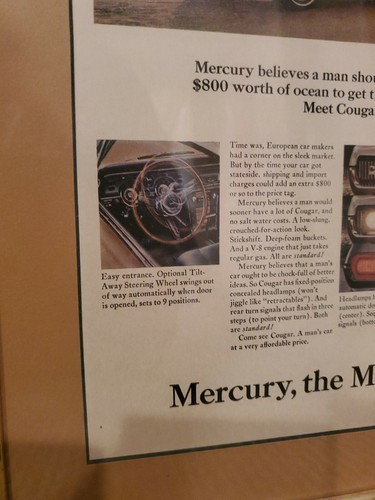 Mercury believes a man
$800 worth of ocean to get
Meet
Time was, European car makers
had a corner on the sleek market.
But by the time your car got
stateside, shipping and import
charges could add an extra $800
or so to the price tag.
Mercury believes a man would
sooner have a lot of Cougar, and
no salt water costs. A low-slung,
crouched-for-action look.
Stickshift. Deep-foam buckets.
And a V-8 engine that just takes
regular gas. All are standard!
Mercury believes that a man's
car ought to be chock-full of better
ideas. So Cougar has fixed-position
concealed headlamps (won't
jiggle like "retractables"). And
rear turn signals that flash in three
steps (to point your turn). Both
are standard!
Come see Cougar. A man's car
at a very affordable price.
Easy entrance. Optional Tilt-
Away Steering Wheel swings out
of way automatically when door
is opened, sets to 9 positions.
Headlamps
automatic
(center).
signals
Mercury, the